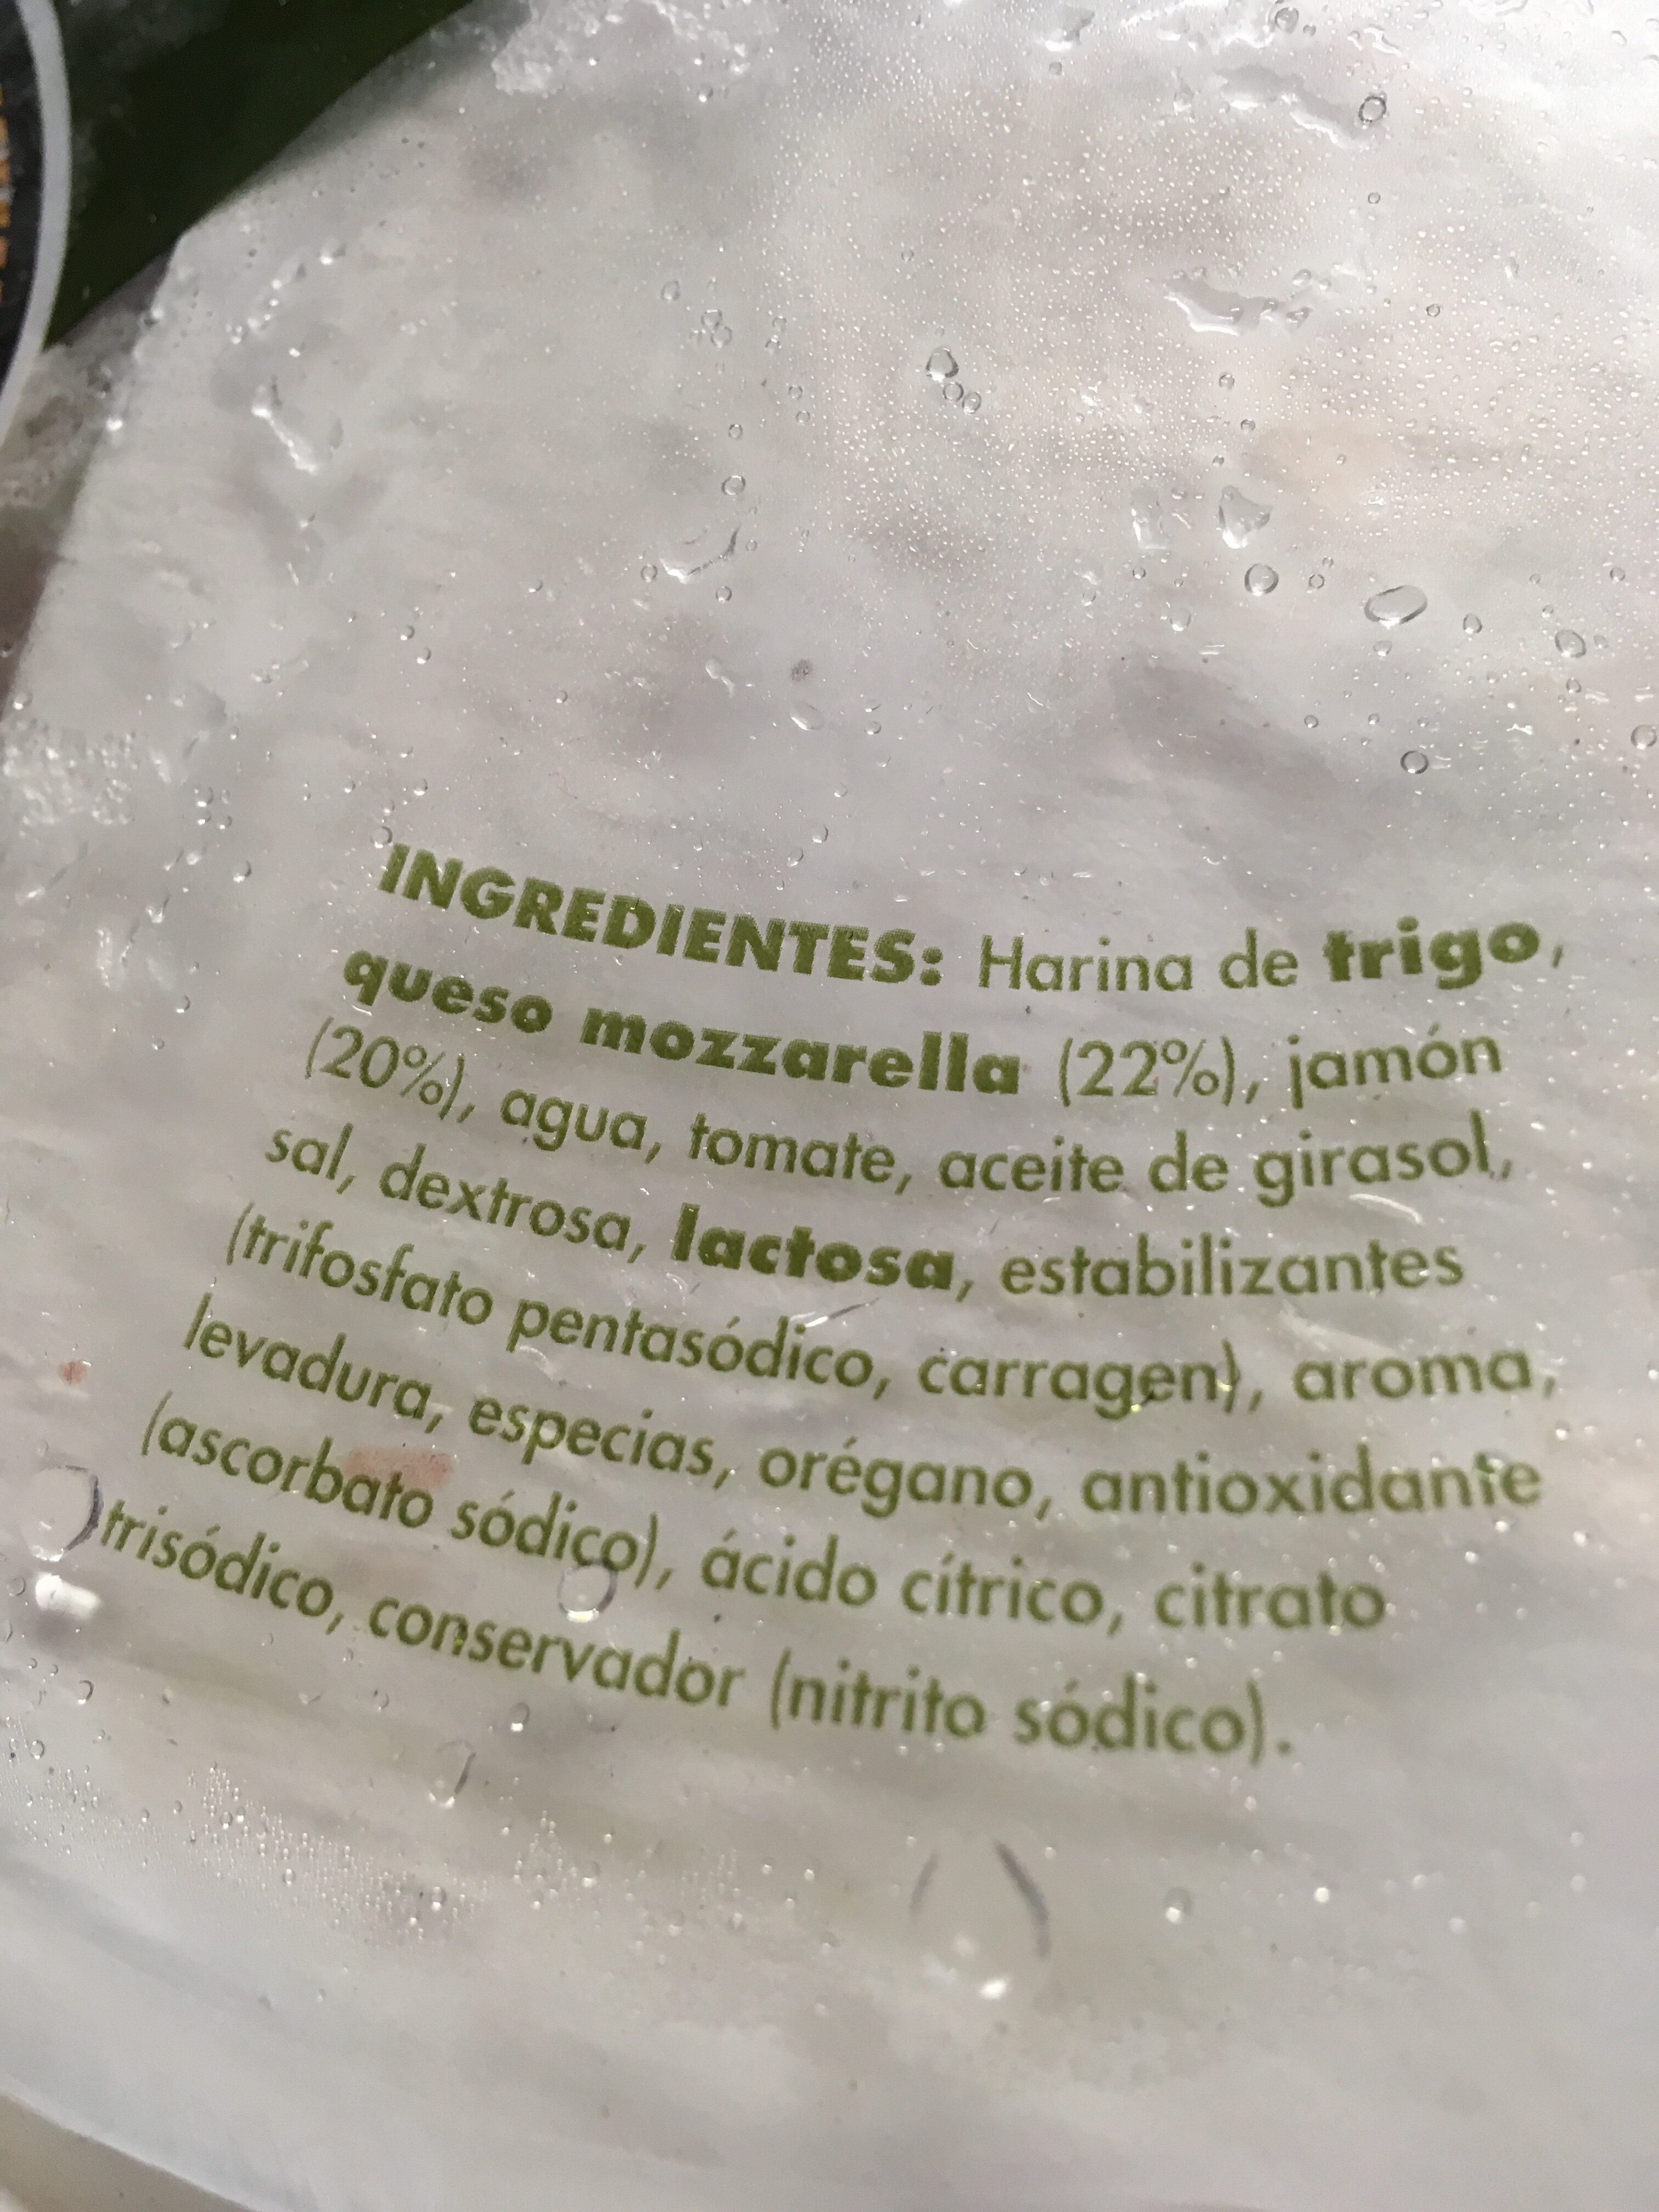 INGREDIENTES: Harina de trigo,
queso mozzarella (22%), jamón
(20%), agua, tomate, aceite de girasol,
sal, dextrosa, lactosa, estabilizantes
(trifosfato pentasódico, carragen), aroma,
levadura, especias, orégano, antioxidante
(ascorbato sódico), ácido cítrico, citrato
trisódico, conservador (nitrito sódico).